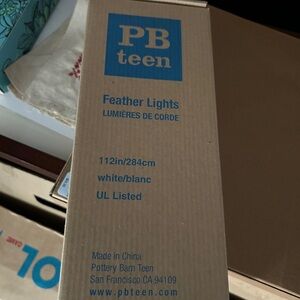 PB
teen
Feather Lights
LUMIÈRES DE CORDE
112in/284cm
white/blanc
UL Listed
Made in China
Pottery Barn Teen
San Francisco CA 94109
www.pbteen.com